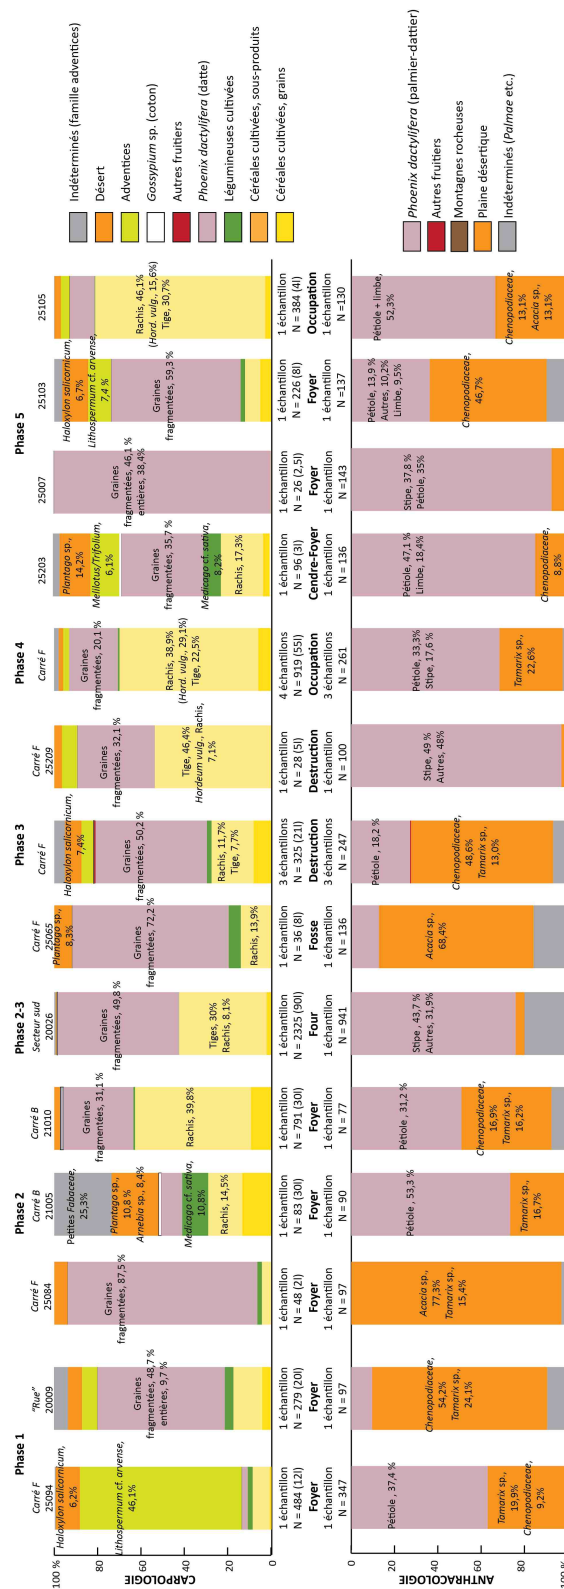 Phase 1
Phase 2
Phase 2-3
Phase 3
Phase 4
Phase 5
Carré F
25094
"Rue"
20009
Carré F
25084
Carré B
21005
Carré B
21010
Secteur sud
20026
Carré F
25065
Carré F
Carré F
25209
Carré F
25203
25007
25103
25105
CARPOLOGIE
100 %
80
60
40
20
0
Haloxylon salicornicum,
6,2%
Lithospermum cf. arvense,
46,1%
Graines
fragmentées, 48,7 %
entières, 9,7 %
Graines
fragmentées, 87,5 %
Petites Fabaceae,
25,3%
Plantago sp.,
10,8 %
Arnebia sp., 8,4%
Medicago cf. sativa,
10,8%
Rachis, 14,5%
Graines
fragmentées, 31,1 %
Rachis, 39,8%
Graines
fragmentées, 49,8 %
Tiges, 30%
Rachis, 8,1%
Plantago sp.,
8,3%
Graines
fragmentées, 72,2 %
Rachis, 13,9%
Haloxylon salicornicum,
7,4%
Graines
fragmentées, 50,2 %
Rachis, 11,7%
Tige, 7,7%
Graines
fragmentées, 32,1 %
Tige, 46,4%
Hordeum vulg., Rachis,
7,1%
Graines
fragmentées, 20,1 %
Rachis, 38,9%
(Hord. vulg., 29,1%)
Tige, 22,5%
Plantago sp.,
14,2%
Melilotus/Trifolium,
6,1%
Graines
fragmentées, 35,7 %
Medicago cf. sativa,
8,2%
Rachis, 17,3%
Graines
fragmentées, 46,1 %
entières, 38,4%
Haloxylon salicornicum,
6,7%
Lithospermum cf. arvense,
7,4 %
Graines
fragmentées, 59,3 %
Rachis, 46,1%
(Hord. vulg., 15,6%)
Tige, 30,7%
1 échantillon
N = 484 (12l)
Foyer
1 échantillon
N = 347
1 échantillon
N = 279 (20l)
Foyer
1 échantillon
N = 97
1 échantillon
N = 48 (2l)
Foyer
1 échantillon
N = 97
1 échantillon
N = 83 (30l)
Foyer
1 échantillon
N = 90
1 échantillon
N = 791 (30l)
Foyer
1 échantillon
N = 77
1 échantillon
N = 2325 (90l)
Four
1 échantillon
N = 941
1 échantillon
N = 36 (8l)
Fosse
1 échantillon
N = 136
3 échantillons
N = 325 (21l)
Destruction
3 échantillons
N = 247
1 échantillon
N = 28 (5l)
Destruction
1 échantillon
N = 100
4 échantillons
N = 919 (55l)
Occupation
3 échantillons
N = 261
1 échantillon
N = 96 (3l)
Cendre-Foyer
1 échantillon
N = 136
1 échantillon
N = 26 (2,5l)
Foyer
1 échantillon
N = 143
1 échantillon
N = 226 (8l)
Foyer
1 échantillon
N = 137
1 échantillon
N = 384 (4l)
Occupation
1 échantillon
N = 130
ANTHRACOLOGIE
100 %
Pétiole , 37,4 %
Tamarix sp.,
19,9%
Chenopodiaceae,
9,2%
Chenopodiaceae,
54,2%
Tamarix sp.,
24,1%
Acacia sp.,
77,3%
Tamarix sp.,
15,4%
Pétiole , 53,3 %
Tamarix sp.,
16,7%
Pétiole , 31,2 %
Chenopodiaceae,
16,9%
Tamarix sp.,
16,2%
Stipe , 43,7 %
Autres, 31,9%
Acacia sp.,
68,4%
Pétiole , 18,2 %
Chenopodiaceae,
48,6%
Tamarix sp.,
13,0%
Stipe, 49 %
Autres, 48%
Pétiole, 33,3%
Stipe, 17,6 %
Tamarix sp.,
22,6%
Pétiole, 47,1 %
Limbe, 18,4%
Chenopodiaceae,
8,8%
Stipe, 37,8 %
Pétiole, 35%
Pétiole, 13,9 %
Autres, 10,2%
Limbe, 9,5%
Chenopodiaceae,
46,7%
Pétiole + limbe,
52,3%
Chenopodiaceae,
13,1%
Acacia sp.,
13,1%
Indéterminés (famille adventices)
Désert
Adventices
Gossypium sp. (coton)
Autres fruitiers
Phoenix dactylifera (datte)
Légumineuses cultivées
Céréales cultivées, sous-produits
Céréales cultivées, grains
Phoenix dactylifera (palmier-dattier)
Autres fruitiers
Montagnes rocheuses
Plaine désertique
Indéterminés (Palmae etc.)